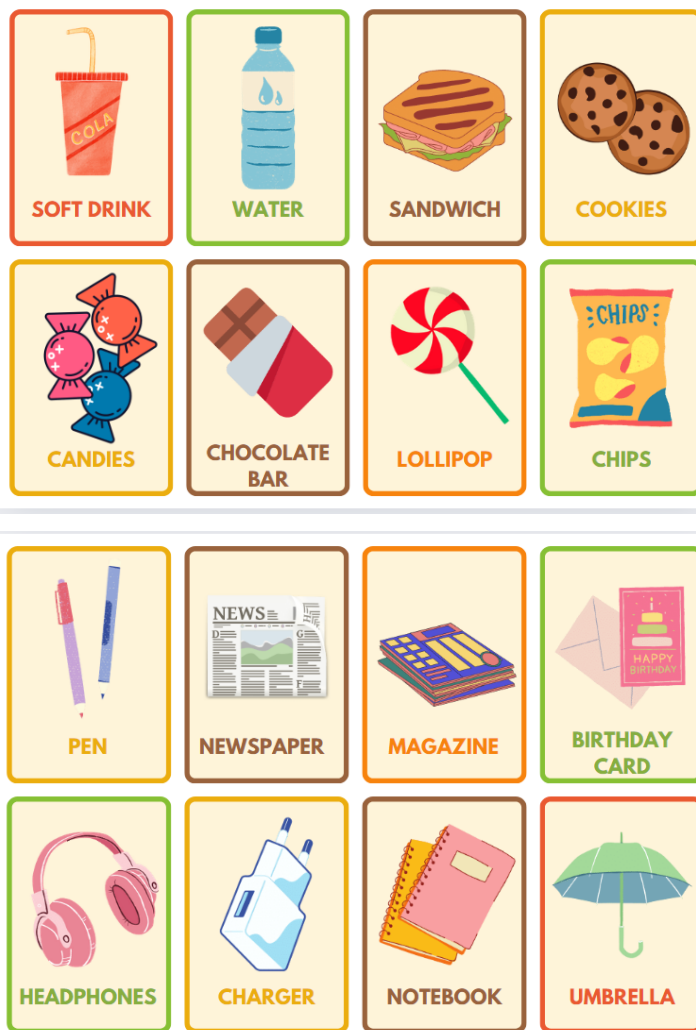 COLA
SOFT DRINK
WATER
SANDWICH
COOKIES
CANDIES
CHOCOLATE
BAR
LOLLIPOP
CHIPS
CHIPS
PEN
NEWS
D
G
F
NEWSPAPER
MAGAZINE
HAPPY
BIRTHDAY
BIRTHDAY
CARD
HEADPHONES
CHARGER
NOTEBOOK
UMBRELLA